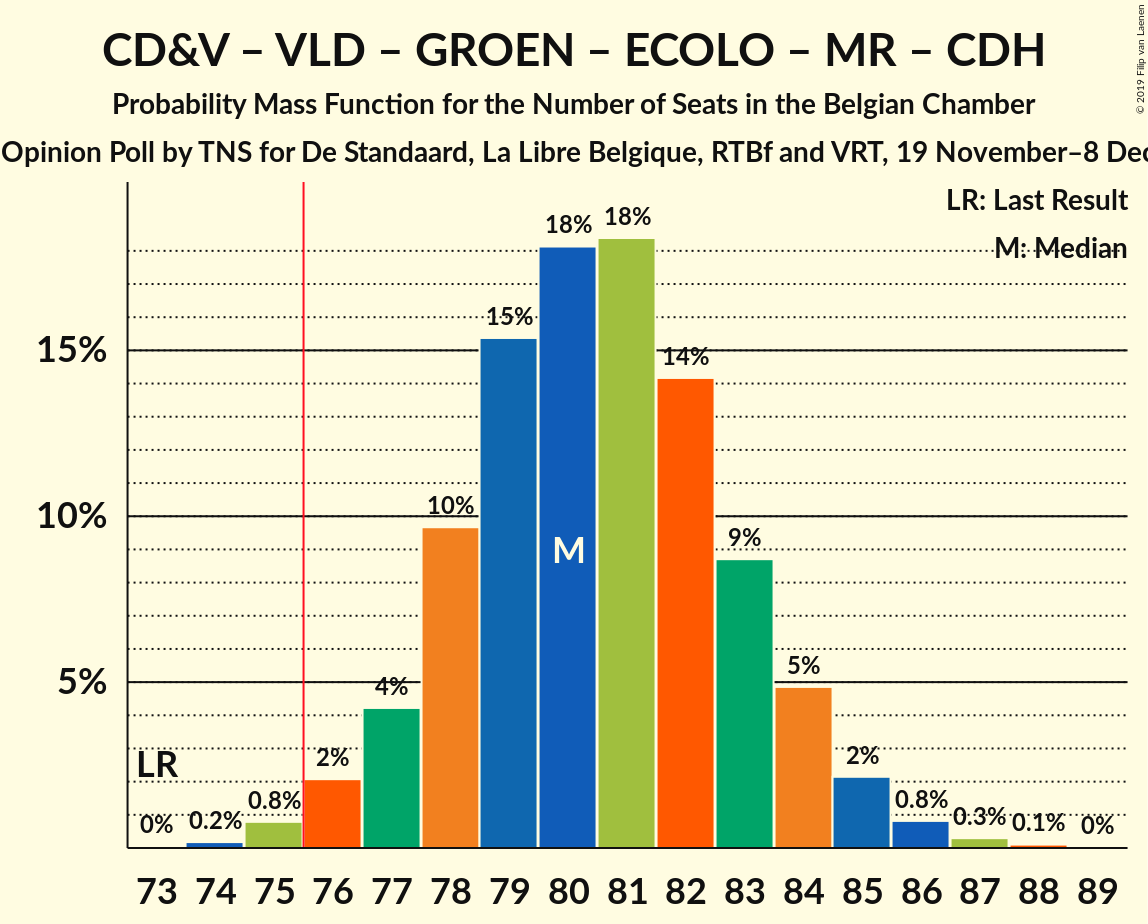 CD&V – VLD – GROEN – ECOLO – MR – CDH
Probability Mass Function for the Number of Seats in the Belgian Chamber
Opinion Poll by TNS for De Standaard, La Libre Belgique, RTBf and VRT, 19 November–8 Dec
© 2019 Filip van Laenen
LR: Last Result
M: Median
18%
18%
15%
15%
14%
10%
10%
9%
M
5%
5%
4%
LR
2%
2%
0%
0.2%
0.8%
0.8%
0.3%
0.1%
0%
73 74 75 76 77 78 79 80 81 82 83 84 85 86 87 88 89